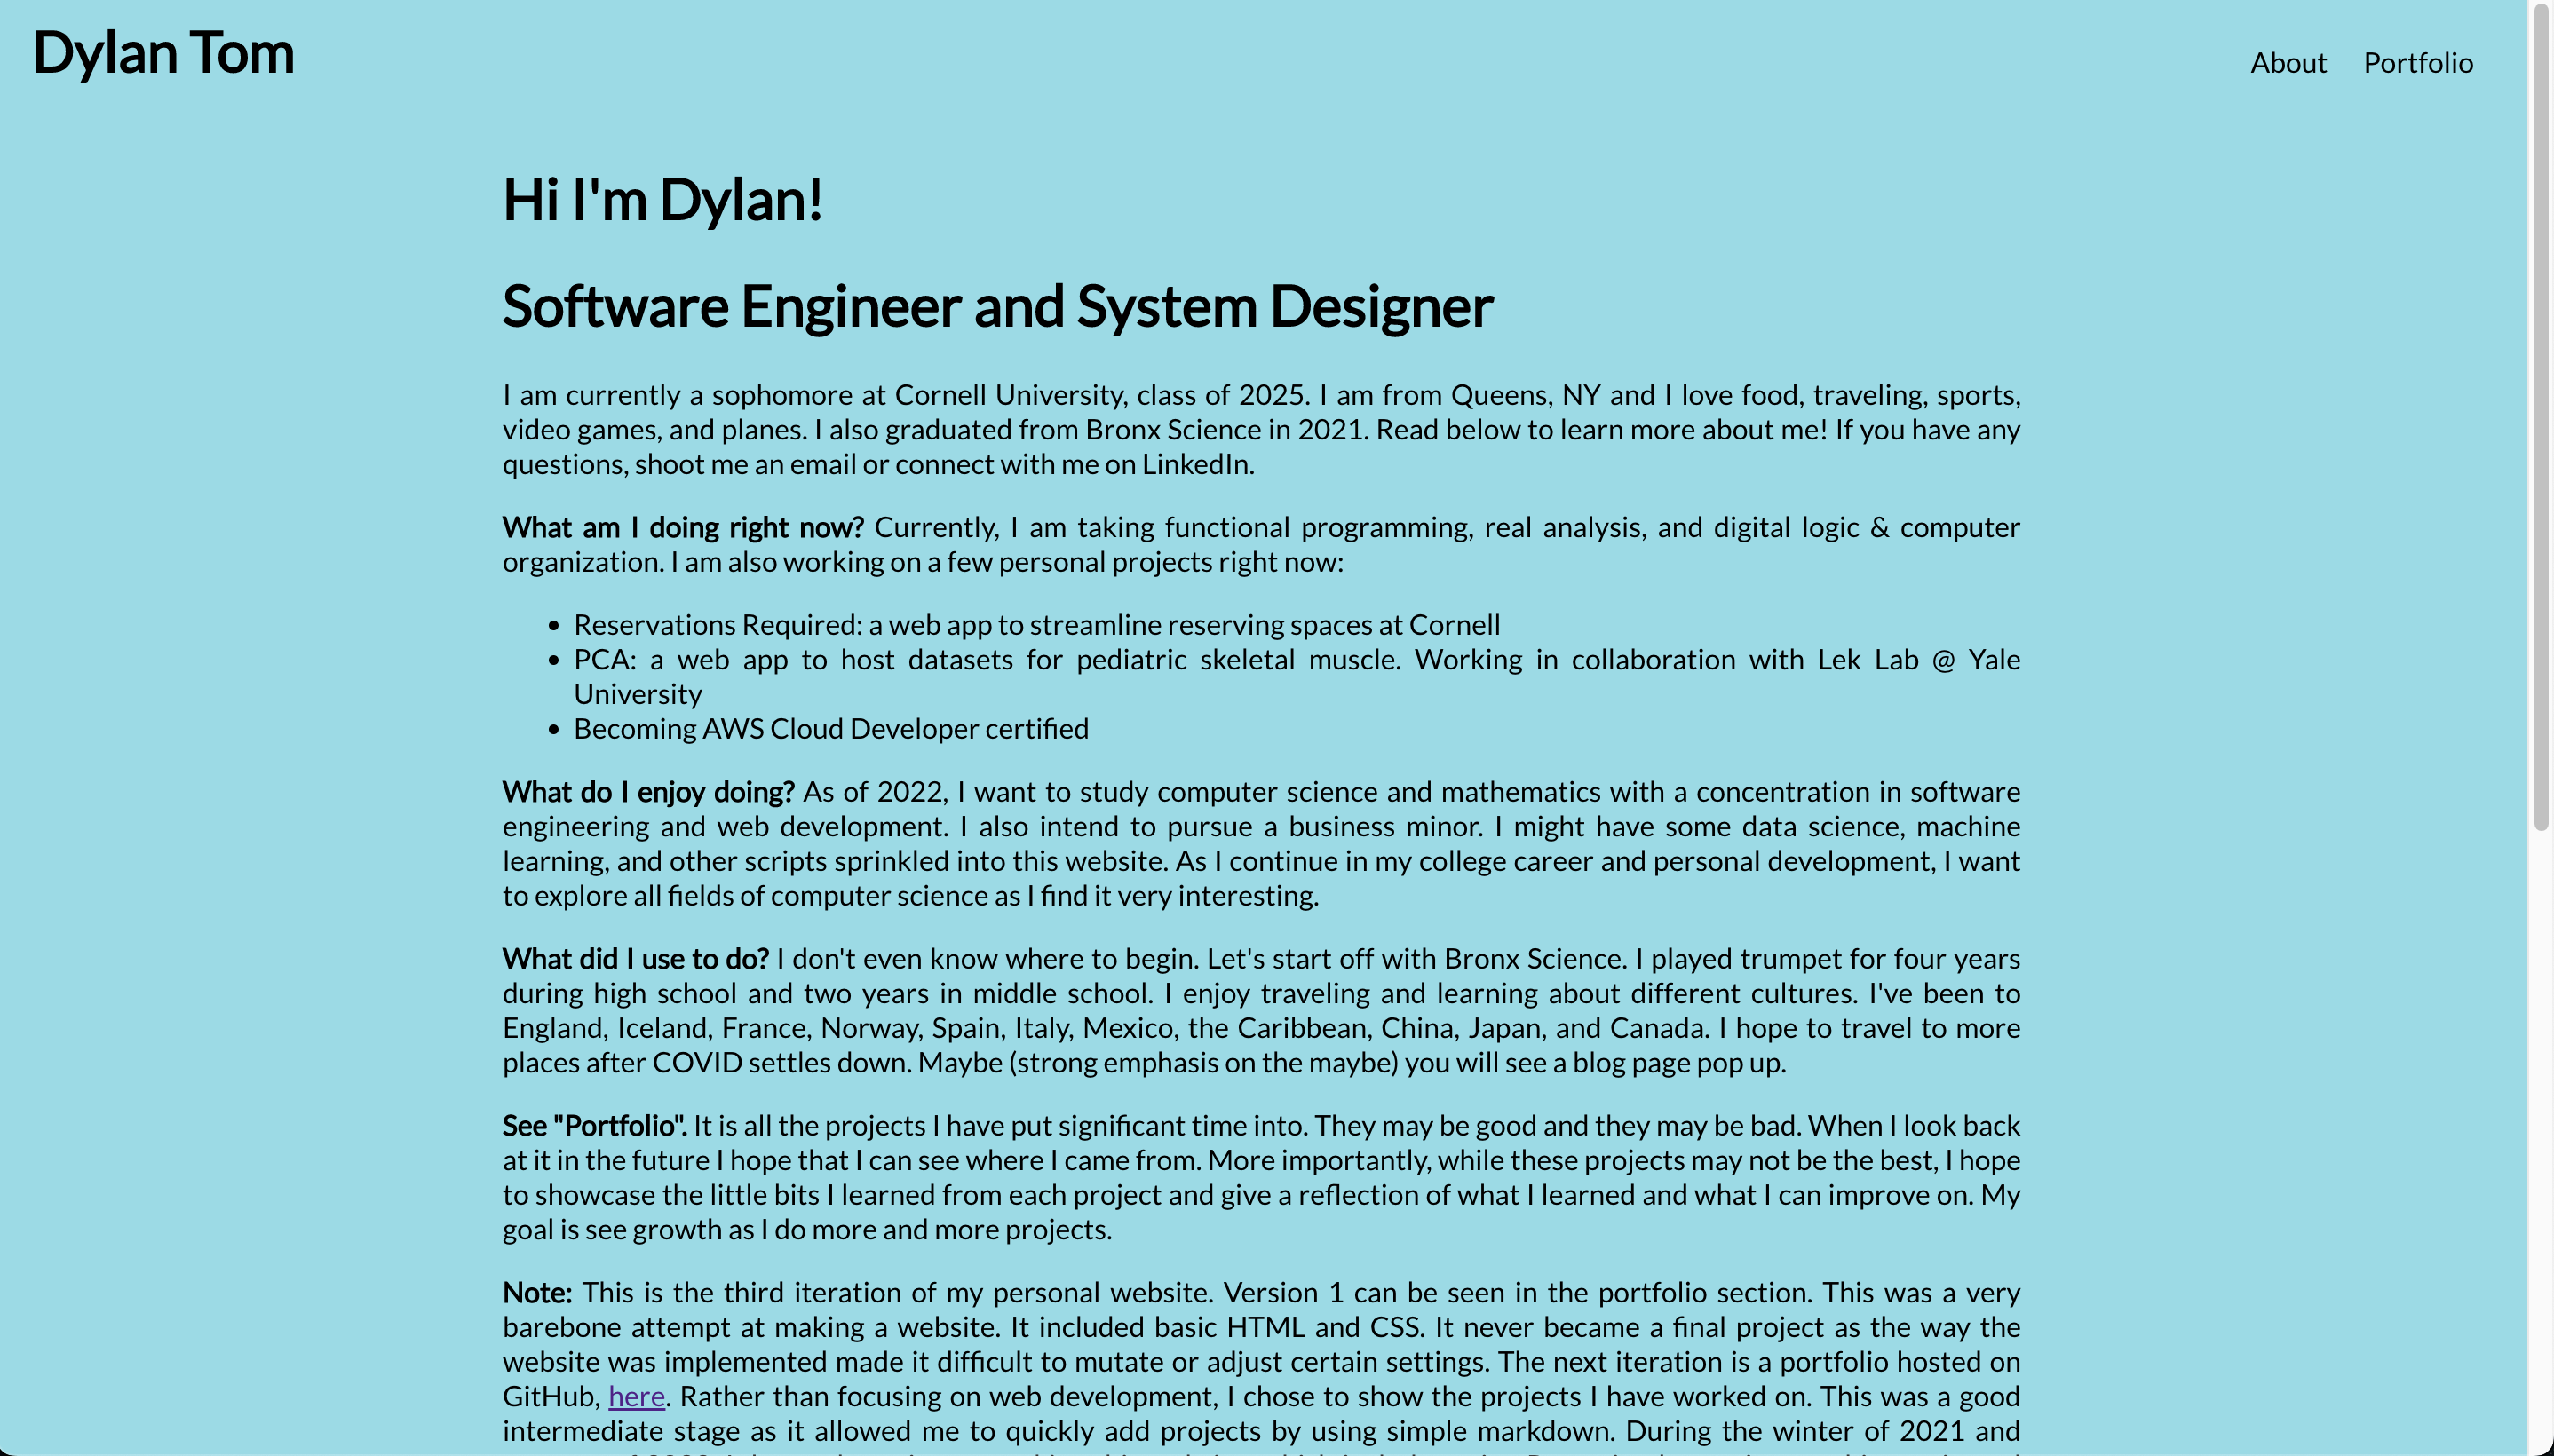 Dylan Tom
About Portfolio
Hi I'm Dylan!
Software Engineer and System Designer
I am currently a sophomore at Cornell University, class of 2025. I am from Queens, NY and I love food, traveling, sports,
video games, and planes. I also graduated from Bronx Science in 2021. Read below to learn more about me! If you have any
questions, shoot me an email or connect with me on LinkedIn.
What am I doing right now? Currently, I am taking functional programming, real analysis, and digital logic & computer
organization. I am also working on a few personal projects right now:
• Reservations Required: a web app to streamline reserving spaces at Cornell
• PCA: a web app to host datasets for pediatric skeletal muscle. Working in collaboration with Lek Lab @ Yale
University
• Becoming AWS Cloud Developer certified
What do I enjoy doing? As of 2022, I want to study computer science and mathematics with a concentration in software
engineering and web development. I also intend to pursue a business minor. I might have some data science, machine
learning, and other scripts sprinkled into this website. As I continue in my college career and personal development, I want
to explore all fields of computer science as I find it very interesting.
What did I use to do? I don't even know where to begin. Let's start off with Bronx Science. I played trumpet for four years
during high school and two years in middle school. I enjoy traveling and learning about different cultures. I've been to
England, Iceland, France, Norway, Spain, Italy, Mexico, the Caribbean, China, Japan, and Canada. I hope to travel to more
places after COVID settles down. Maybe (strong emphasis on the maybe) you will see a blog page pop up.
See "Portfolio". It is all the projects I have put significant time into. They may be good and they may be bad. When I look back
at it in the future I hope that I can see where I came from. More importantly, while these projects may not be the best, I hope
to showcase the little bits I learned from each project and give a reflection of what I learned and what I can improve on. My
goal is see growth as I do more and more projects.
Note: This is the third iteration of my personal website. Version 1 can be seen in the portfolio section. This was a very
barebone attempt at making a website. It included basic HTML and CSS. It never became a final project as the way the
website was implemented made it difficult to mutate or adjust certain settings. The next iteration is a portfolio hosted on
GitHub, here. Rather than focusing on web development, I chose to show the projects I have worked on. This was a good
intermediate stage as it allowed me to quickly add projects by using simple markdown. During the winter of 2021 and